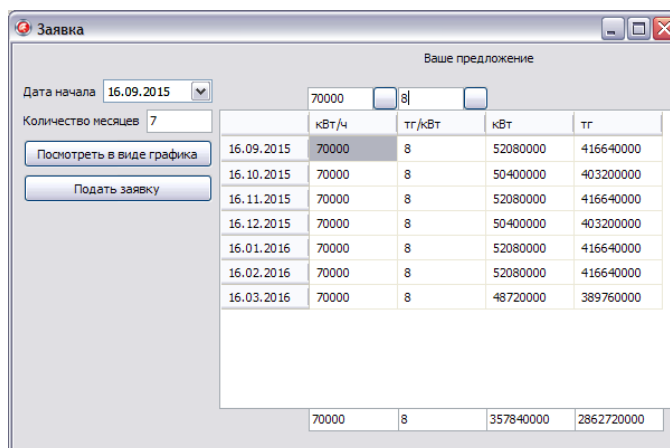 Заявка
Ваше предложение
Дата начала 16.09.2015
Количество месяцев 7
Посмотреть в виде графика
Подать заявку
70000 8
кВт/ч тг/кВт кВт тг
16.09.2015 70000 8 52080000 416640000
16.10.2015 70000 8 50400000 403200000
16.11.2015 70000 8 52080000 416640000
16.12.2015 70000 8 50400000 403200000
16.01.2016 70000 8 52080000 416640000
16.02.2016 70000 8 52080000 416640000
16.03.2016 70000 8 48720000 389760000
70000 8 357840000 2862720000